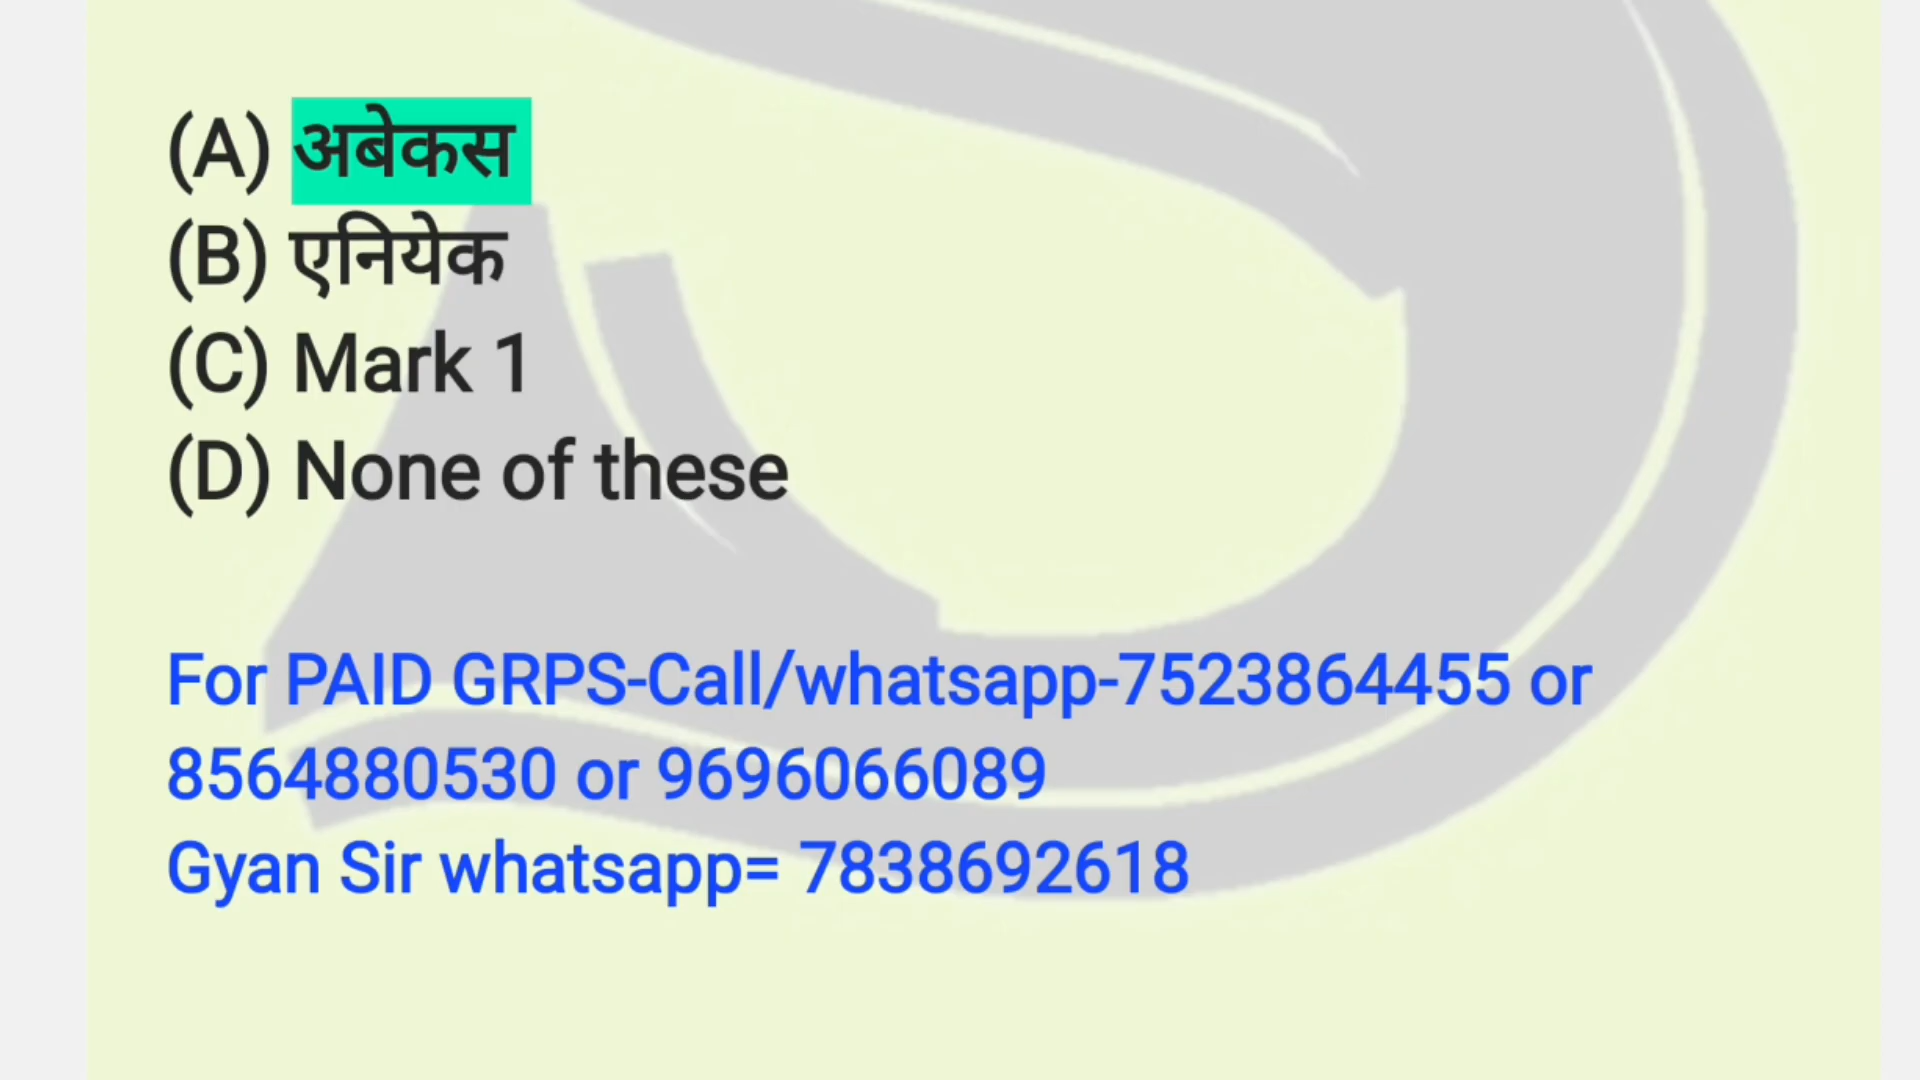 (A) अबेकस
(B) एनियेक
(C) Mark 1
(D) None of these
For PAID GRPS-Call/whatsapp-7523864455 or
8564880530 or 9696066089
Gyan Sir whatsapp= 7838692618